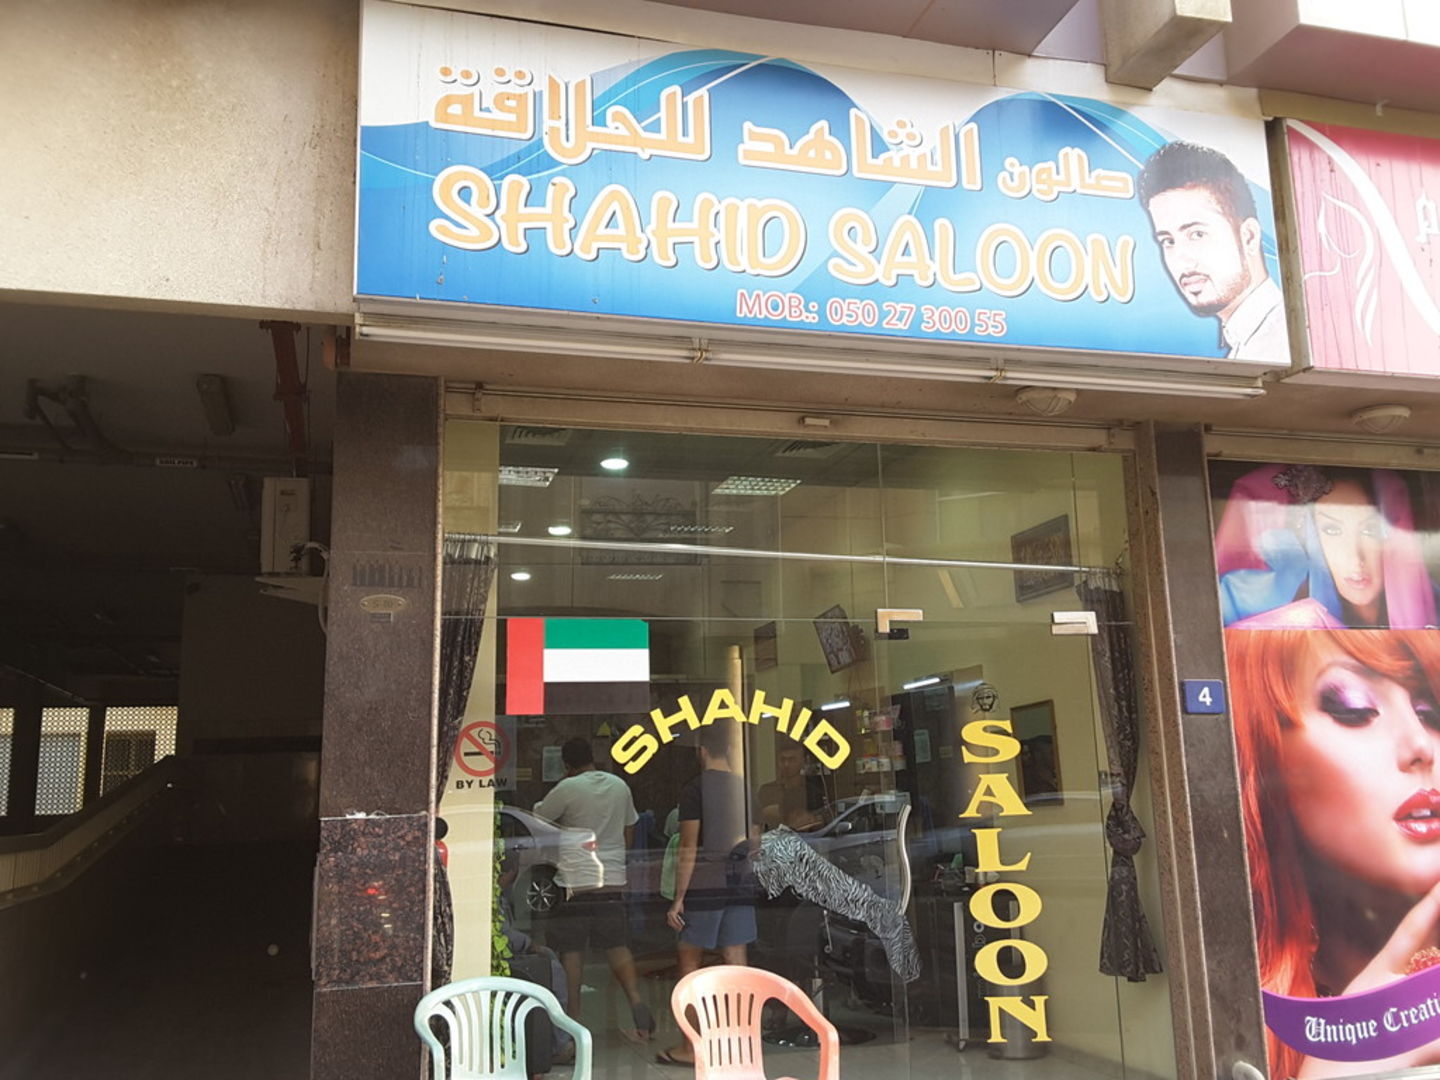 صالون الشاهد للحلاقة
SHAHID SALOON
MOB.: 050 27 300 55
SHAHID
SALOON
BY LAW
4
Unique Creati